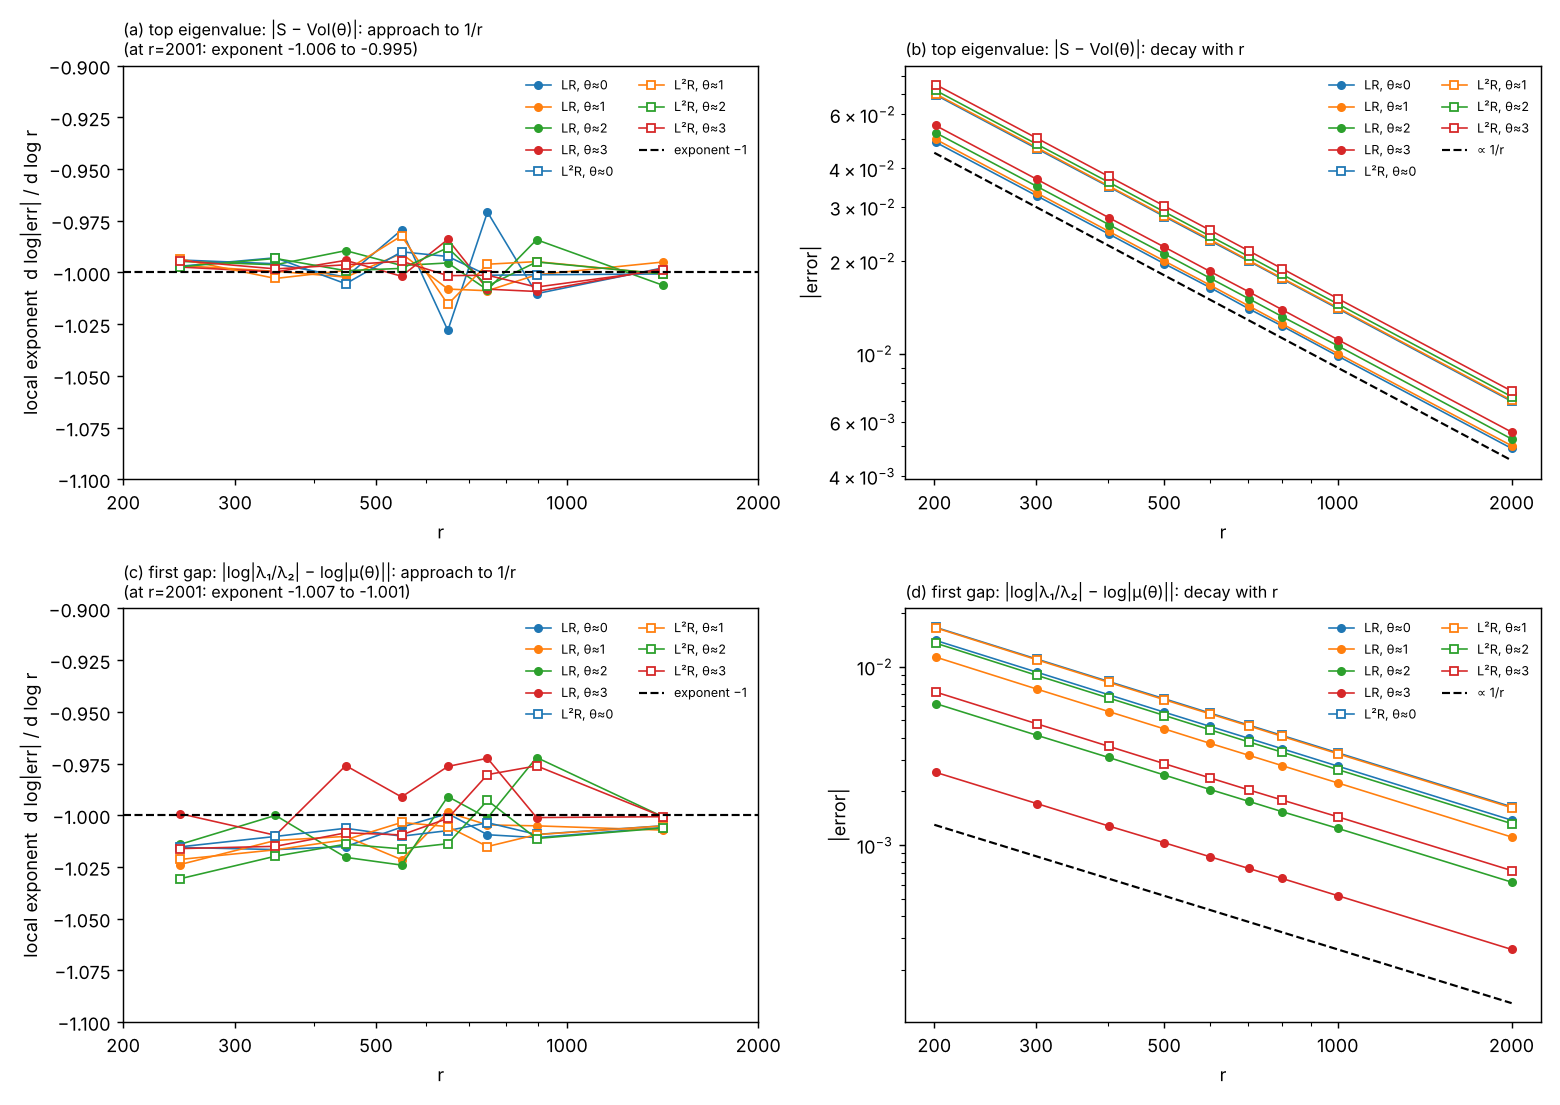 (a) top eigenvalue: |S − Vol(θ)|: approach to 1/r
(at r=2001: exponent -1.006 to -0.995)
−0.900
−0.925
−0.950
−0.975
−1.000
−1.025
−1.050
−1.075
−1.100
local exponent d log|err| / d log r
LR, θ≈0
LR, θ≈1
LR, θ≈2
LR, θ≈3
L²R, θ≈0
L²R, θ≈1
L²R, θ≈2
L²R, θ≈3
exponent −1
200
300
500
1000
2000
r
(b) top eigenvalue: |S − Vol(θ)|: decay with r
6 × 10⁻²
4 × 10⁻²
3 × 10⁻²
2 × 10⁻²
10⁻²
6 × 10⁻³
4 × 10⁻³
|error|
LR, θ≈0
LR, θ≈1
LR, θ≈2
LR, θ≈3
L²R, θ≈0
L²R, θ≈1
L²R, θ≈2
L²R, θ≈3
∝ 1/r
200
300
500
1000
2000
r
(c) first gap: |log|λ₁/λ₂| − log|μ(θ)||: approach to 1/r
(at r=2001: exponent -1.007 to -1.001)
−0.900
−0.925
−0.950
−0.975
−1.000
−1.025
−1.050
−1.075
−1.100
local exponent d log|err| / d log r
LR, θ≈0
LR, θ≈1
LR, θ≈2
LR, θ≈3
L²R, θ≈0
L²R, θ≈1
L²R, θ≈2
L²R, θ≈3
exponent −1
200
300
500
1000
2000
r
(d) first gap: |log|λ₁/λ₂| − log|μ(θ)||: decay with r
10⁻²
10⁻³
|error|
LR, θ≈0
LR, θ≈1
LR, θ≈2
LR, θ≈3
L²R, θ≈0
L²R, θ≈1
L²R, θ≈2
L²R, θ≈3
∝ 1/r
200
300
500
1000
2000
r